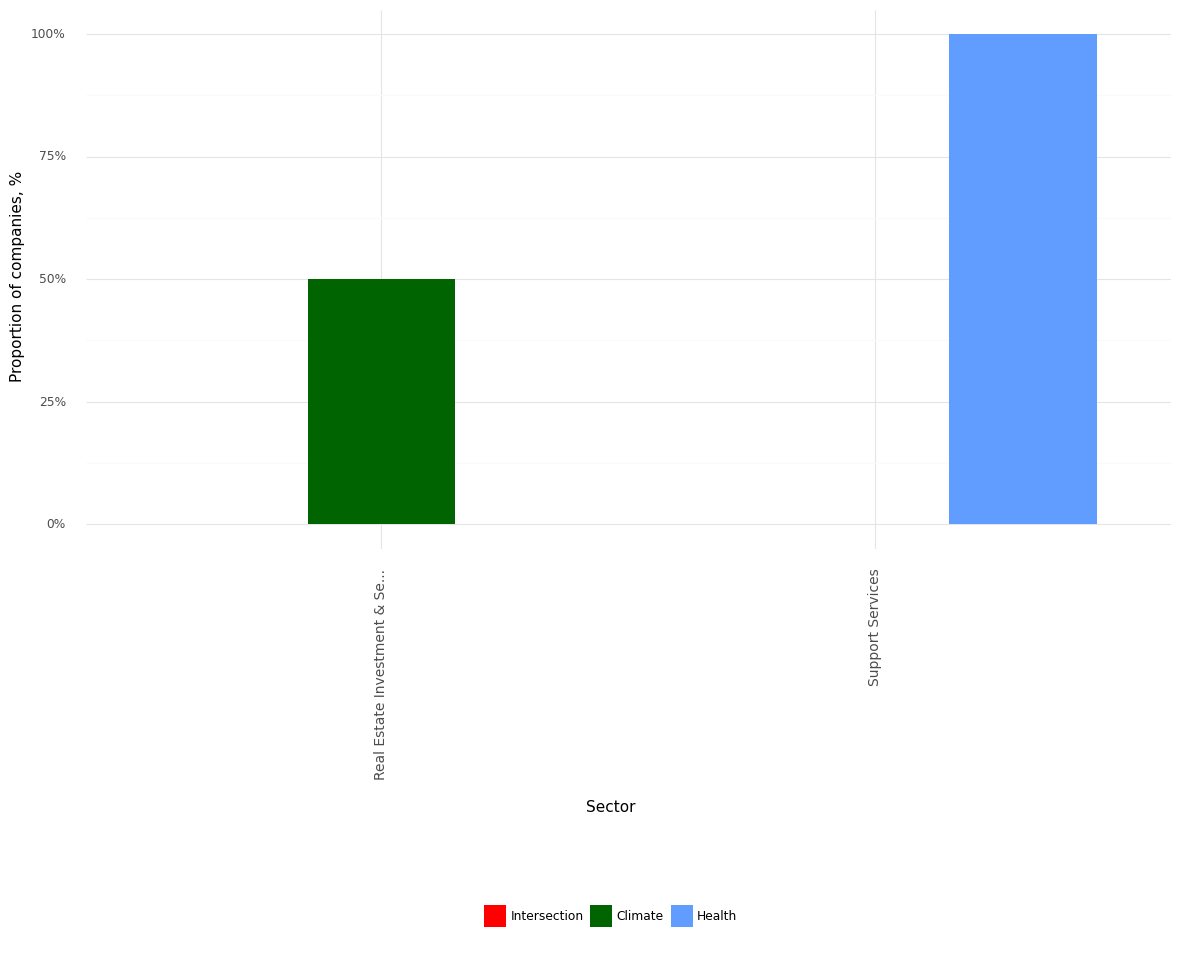 100%
75%
50%
25%
0%
Proportion of companies, %
Real Estate Investment & Se...
Support Services
Sector
Intersection
Climate
Health